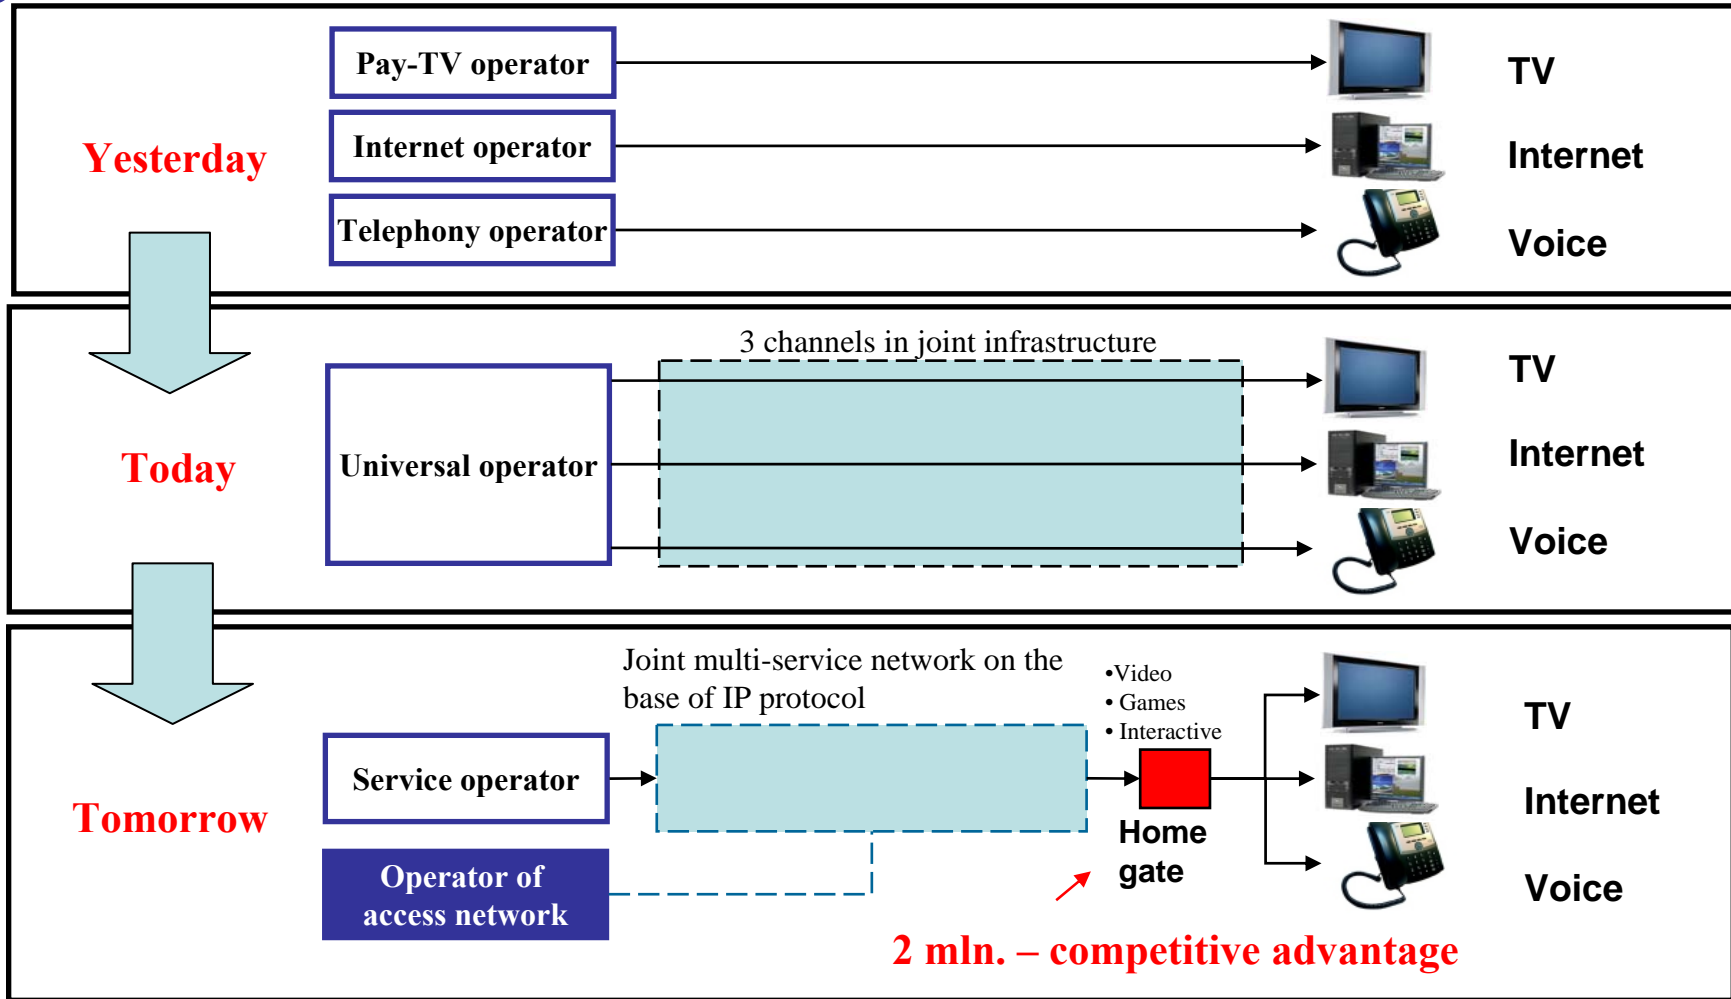 Pay-TV operator
TV
Yesterday
Internet operator
Internet
Telephony operator
Voice
3 channels in joint infrastructure
TV
Today
Universal operator
Internet
Voice
Joint multi-service network on the
base of IP protocol
•Video
• Games
• Interactive
TV
Service operator
Tomorrow
Internet
Home
gate
Operator of
access network
Voice
2 mln. – competitive advantage